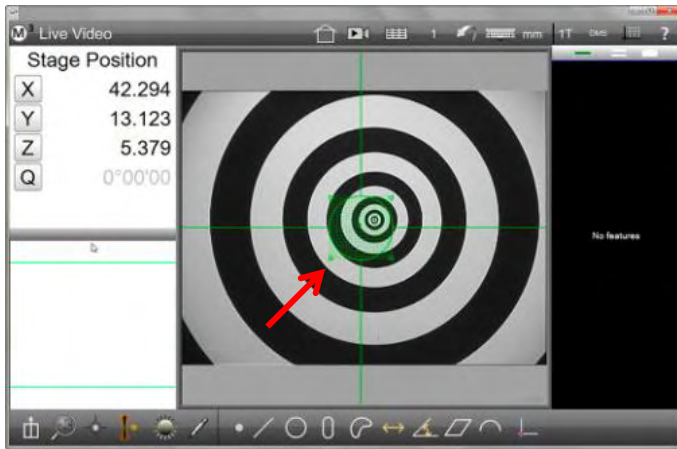 M3 Live Video
1
mm
1T
DMS
?
Stage Position
X 42.294
Y 13.123
Z 5.379
Q 0°00'00
No features